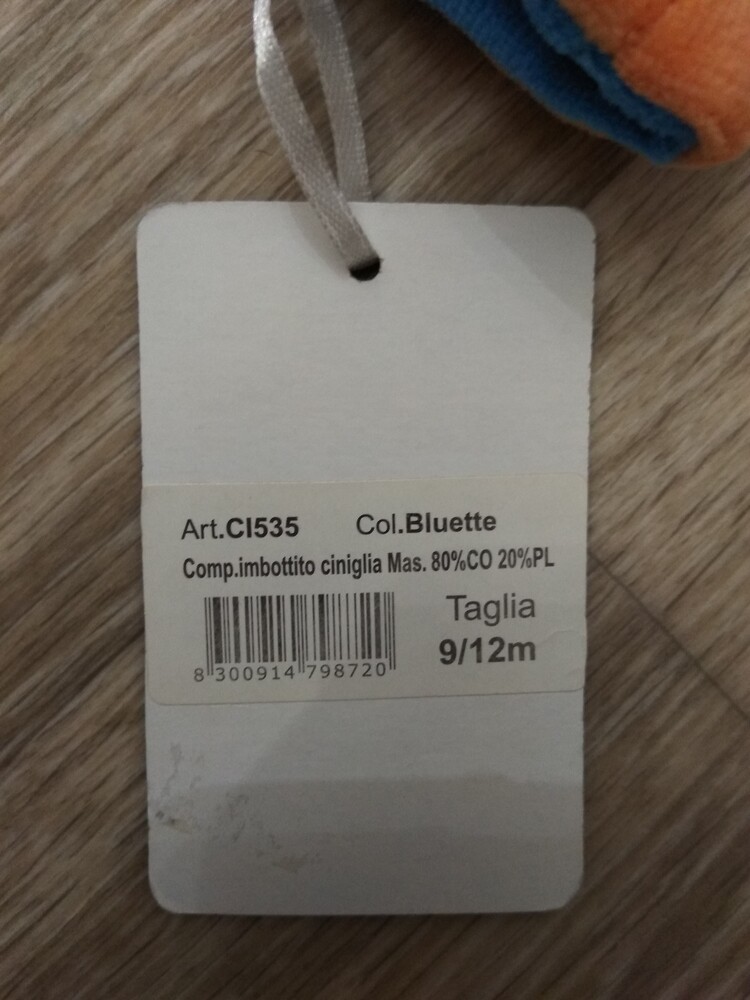 Art.CI535 Col.Bluette
Comp.imbottito ciniglia Mas. 80%CO 20%PL
Taglia
9/12m
8 300914 798720